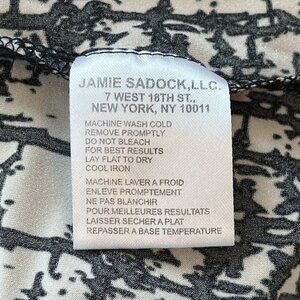 JAMIE SADOCK,LLC.
7 WEST 18TH ST.,
NEW YORK, NY 10011
MACHINE WASH COLD
REMOVE PROMPTLY
DO NOT BLEACH
FOR BEST RESULTS
LAY FLAT TO DRY
COOL IRON
MACHINE LAVER A FROID
ENLEVE PROMPTEMENT
NE PAS BLANCHIR
POUR MEILLEURES RESULTATS
LAISSER SECHER A PLAT
REPASSER A BASE TEMPERATURE